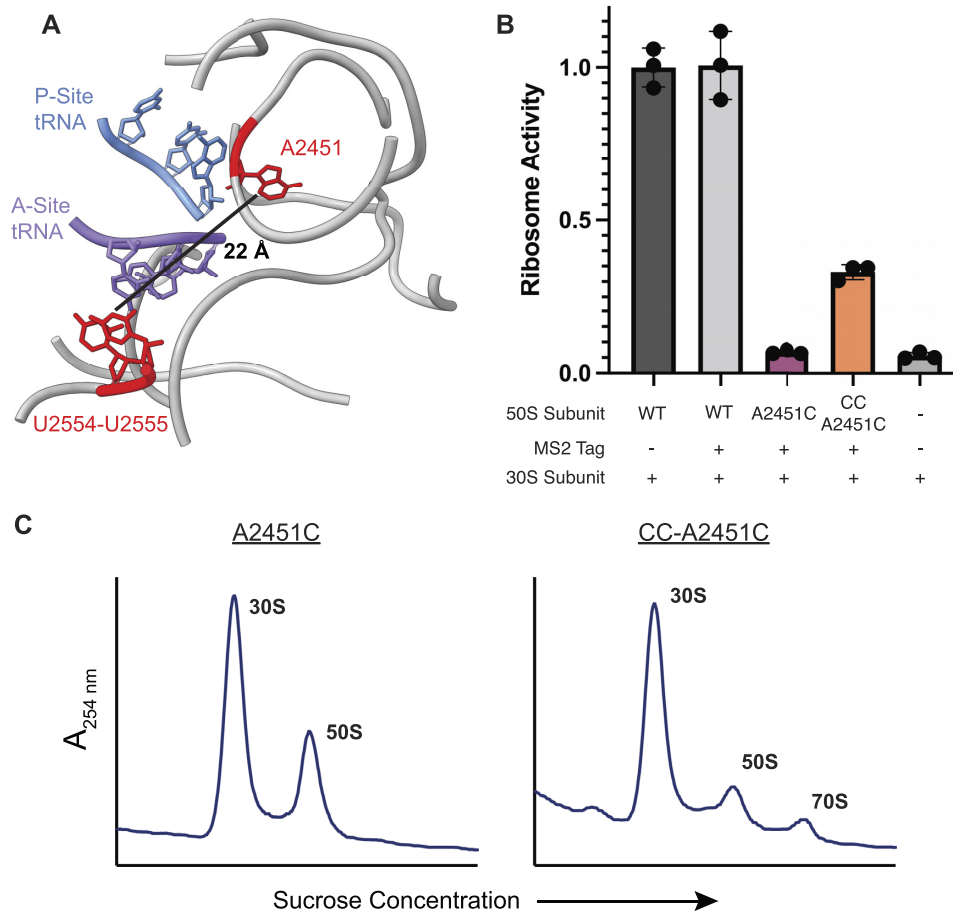 A
P-Site
tRNA
A2451
A-Site
tRNA
22 Å
U2554-U2555
B
Ribosome Activity
1.0
0.5
0.0
50S Subunit WT WT A2451C CC A2451C -
MS2 Tag - + + + -
30S Subunit + + + + +
C
A2451C
CC-A2451C
30S
50S
30S
50S
70S
A254 nm
Sucrose Concentration